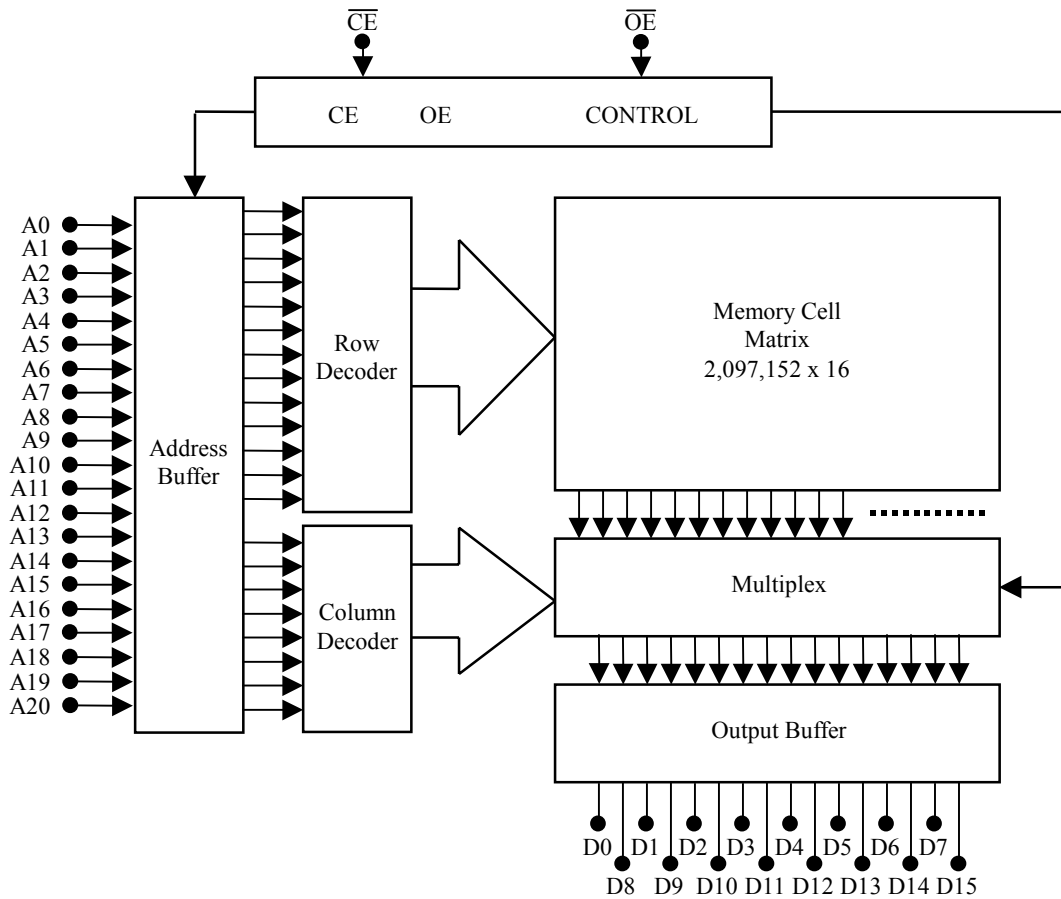 C̅E̅ O̅E̅
CE OE CONTROL
A0
A1
A2
A3
A4
A5
A6
A7
A8
A9
A10
A11
A12
A13
A14
A15
A16
A17
A18
A19
A20
Address
Buffer
Row
Decoder
Column
Decoder
Memory Cell
Matrix
2,097,152 x 16
Multiplex
Output Buffer
D0 D1 D2 D3 D4 D5 D6 D7
D8 D9 D10 D11 D12 D13 D14 D15